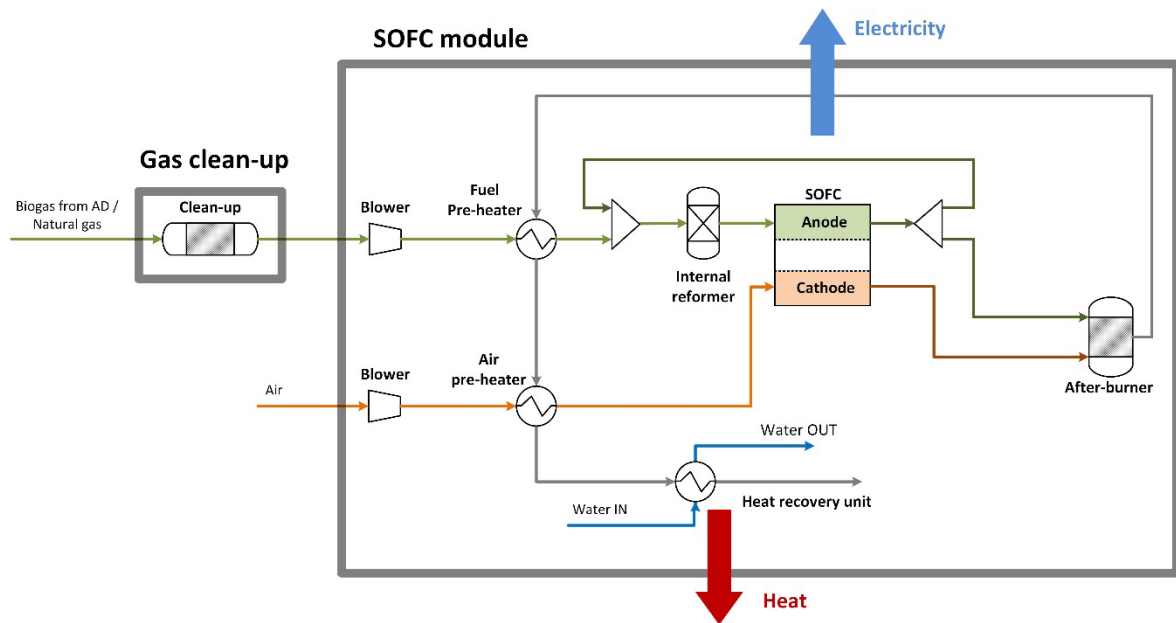 SOFC module
Electricity
Gas clean-up
Biogas from AD /
Natural gas
Clean-up
Blower
Fuel
Pre-heater
SOFC
Anode
Internal
reformer
Cathode
After-burner
Air
Blower
Air
pre-heater
Water OUT
Water IN
Heat recovery unit
Heat